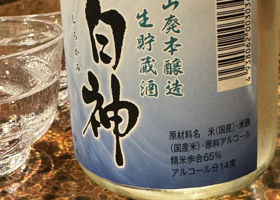 山廃本醸造
生貯蔵酒
白神
しらかみ
原材料名 米(国産)・米麹
(国産米)・原料アルコール
精米歩合65%
アルコール分14度